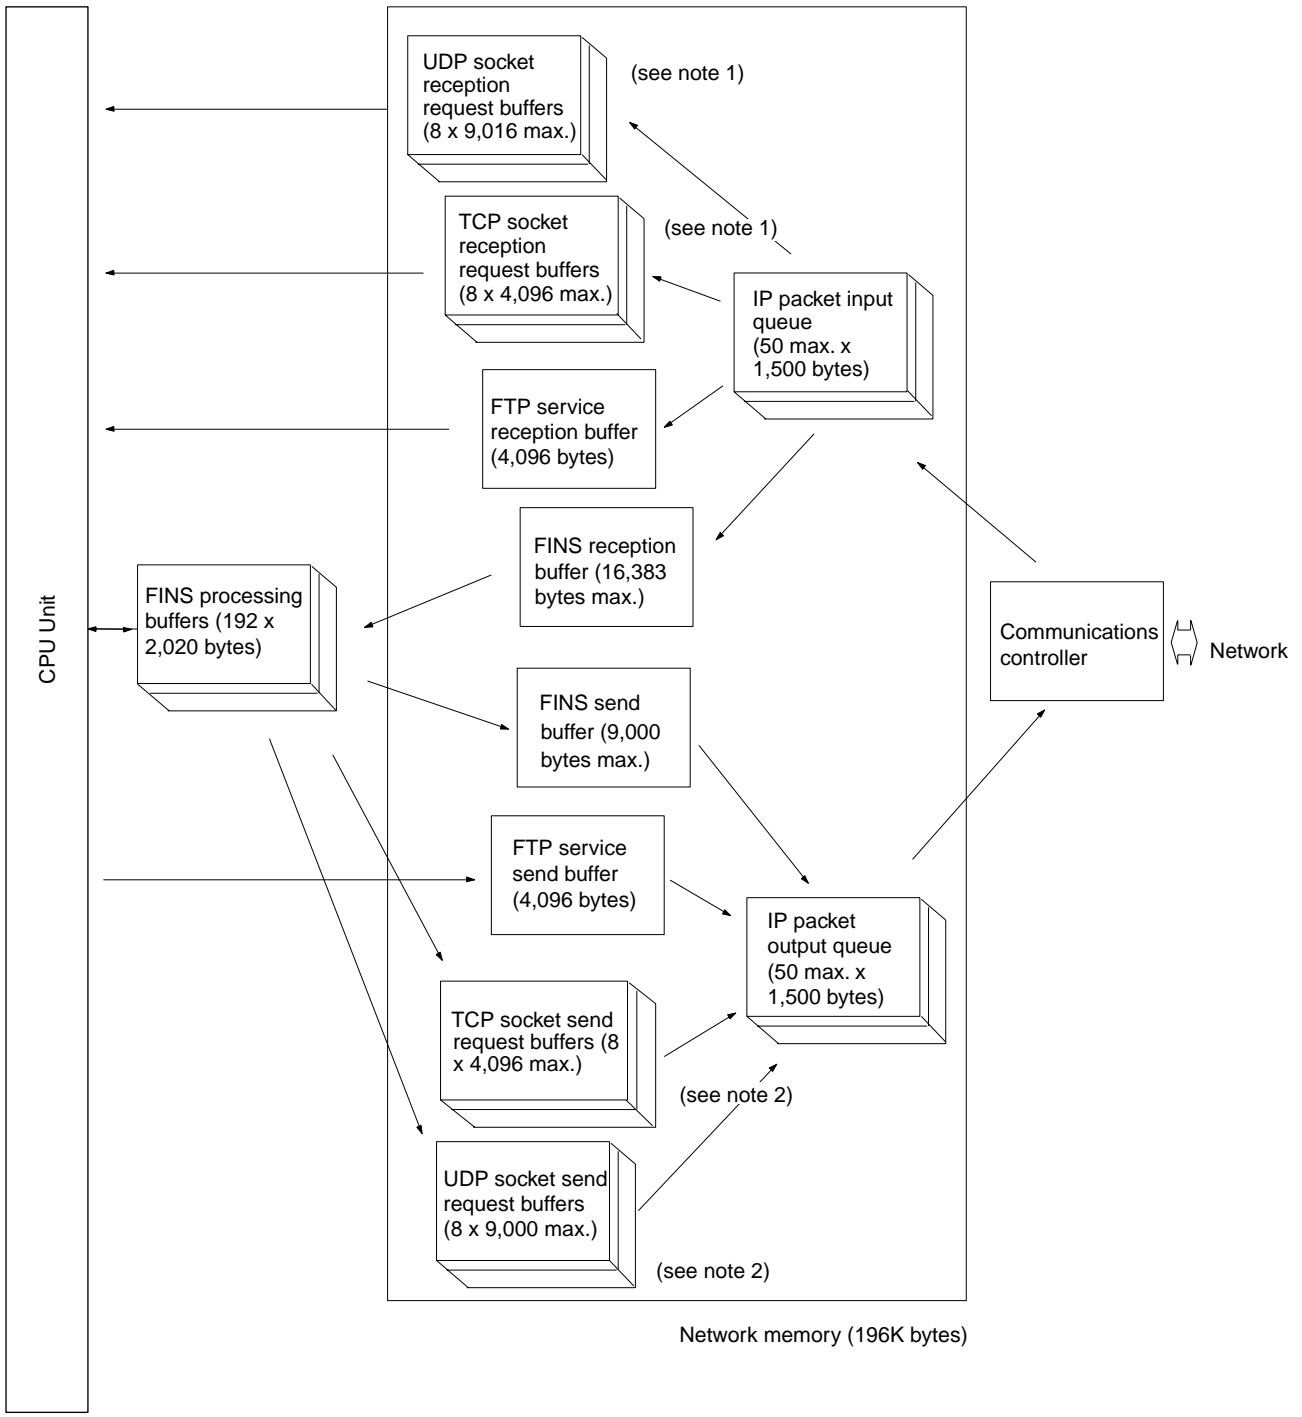 UDP socket
reception
request buffers
(8 x 9,016 max.)
(see note 1)
TCP socket
reception
request buffers
(8 x 4,096 max.)
(see note 1)
IP packet input
queue
(50 max. x
1,500 bytes)
FTP service
reception buffer
(4,096 bytes)
FINS reception
buffer (16,383
bytes max.)
FINS processing
buffers (192 x
2,020 bytes)
CPU Unit
Communications
controller
Network
FINS send
buffer (9,000
bytes max.)
FTP service
send buffer
(4,096 bytes)
IP packet
output queue
(50 max. x
1,500 bytes)
TCP socket send
request buffers (8
x 4,096 max.)
(see note 2)
UDP socket send
request buffers
(8 x 9,000 max.)
(see note 2)
Network memory (196K bytes)